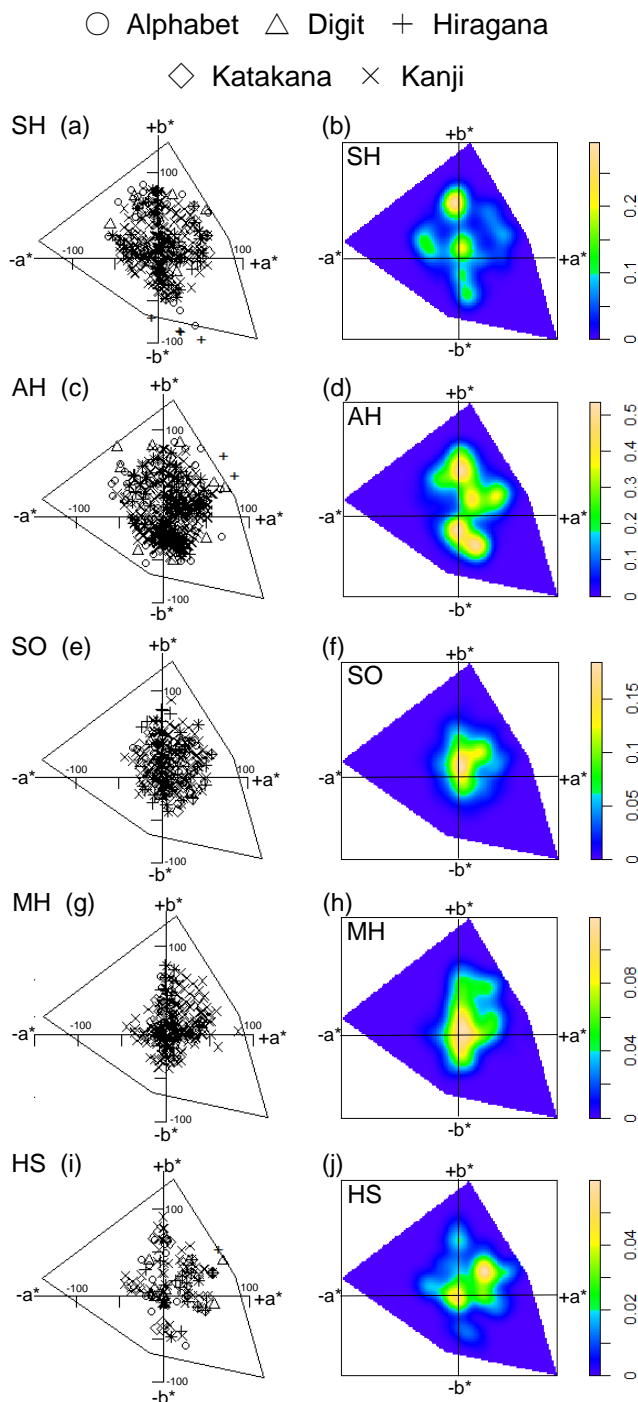 Alphabet Digit Hiragana
Katakana Kanji
SH (a) +b* 100 -100 100 -a* +a* -100 -b*
(b) +b* SH -a* +a* -b* 0 0.1 0.2
AH (c) +b* 100 -100 100 -a* +a* -100 -b*
(d) +b* AH -a* +a* -b* 0 0.1 0.2 0.3 0.4 0.5
SO (e) +b* 100 -100 100 -a* +a* -100 -b*
(f) +b* SO -a* +a* -b* 0 0.05 0.1 0.15
MH (g) +b* 100 -100 100 -a* +a* -100 -b*
(h) +b* MH -a* +a* -b* 0 0.04 0.08
HS (i) +b* 100 -100 100 -a* +a* -100 -b*
(j) +b* HS -a* +a* -b* 0 0.02 0.04